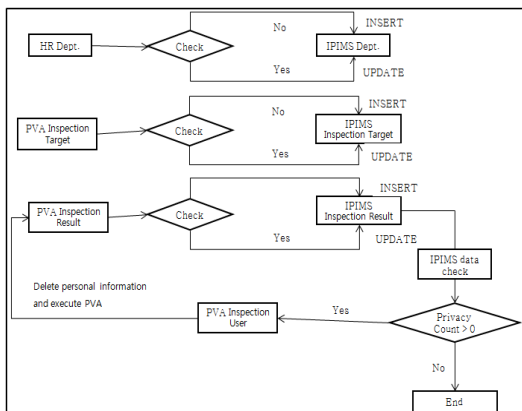 No
INSERT
HR Dept.
Check
IPIMS Dept.
Yes
UPDATE
No
INSERT
PVA Inspection
Target
Check
IPIMS
Inspection Target
Yes
UPDATE
INSERT
PVA Inspection
Result
Check
IPIMS
Inspection Result
Yes
UPDATE
IPIMS data
check
Delete personal information
and execute PVA
PVA Inspection
User
Yes
Privacy
Count > 0
No
End